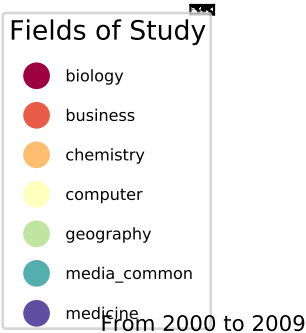 Fields of Study
biology
business
chemistry
computer
geography
media_common
medicine
From 2000 to 2009